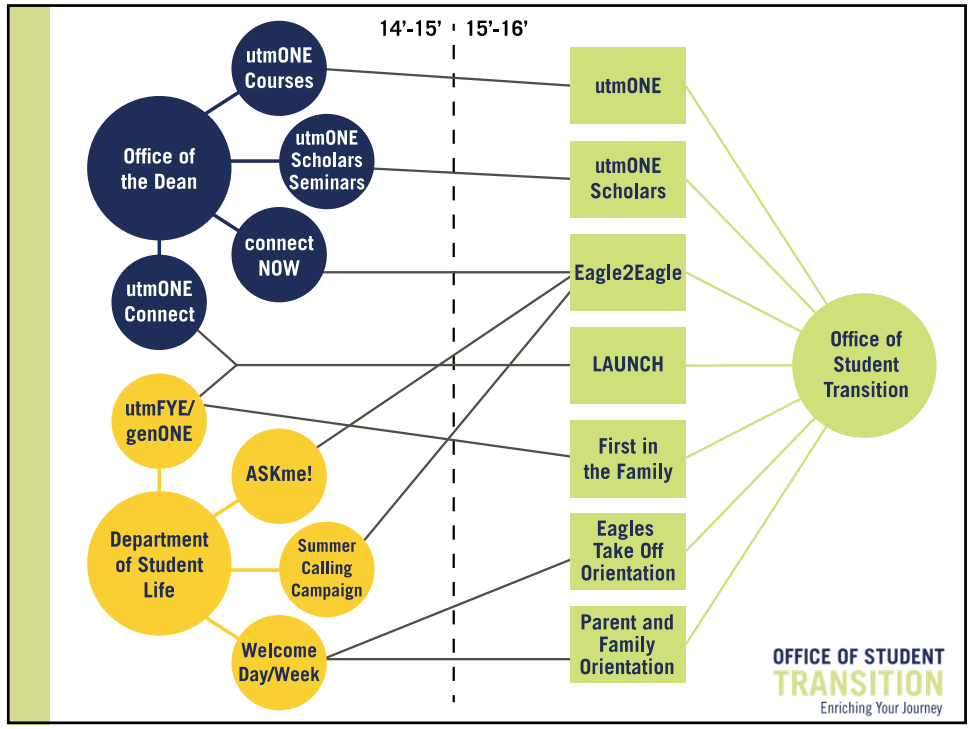 14’-15’ 15’-16’
utmONE
Courses
Office of
the Dean
utmONE
Scholars
Seminars
connect
NOW
utmONE
Connect
utmFYE/
genONE
ASKme!
Department
of Student
Life
Summer
Calling
Campaign
Welcome
Day/Week
utmONE
utmONE
Scholars
Eagle2Eagle
LAUNCH
First in
the Family
Eagles
Take Off
Orientation
Parent and
Family
Orientation
Office of
Student
Transition
OFFICE OF STUDENT
TRANSITION
Enriching Your Journey